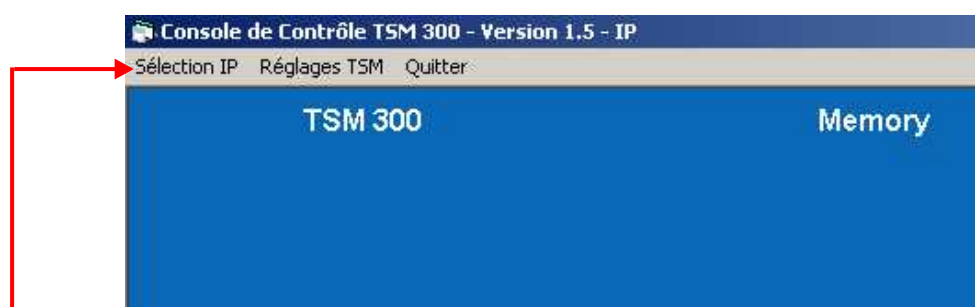 Console de Contrôle TSM 300 - Version 1.5 - IP
Sélection IP Réglages TSM Quitter
TSM 300 Memory